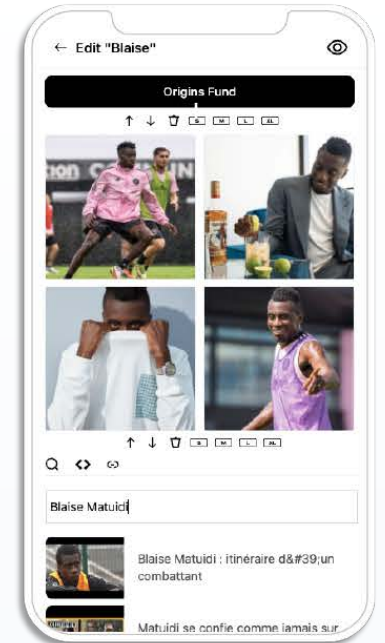 ← Edit "Blaise"
Origins Fund
S M L XL
S M L XL
Blaise Matuidi
Blaise Matuidi : itinéraire d&#39;un
combattant
Matuidi se confie comme jamais sur